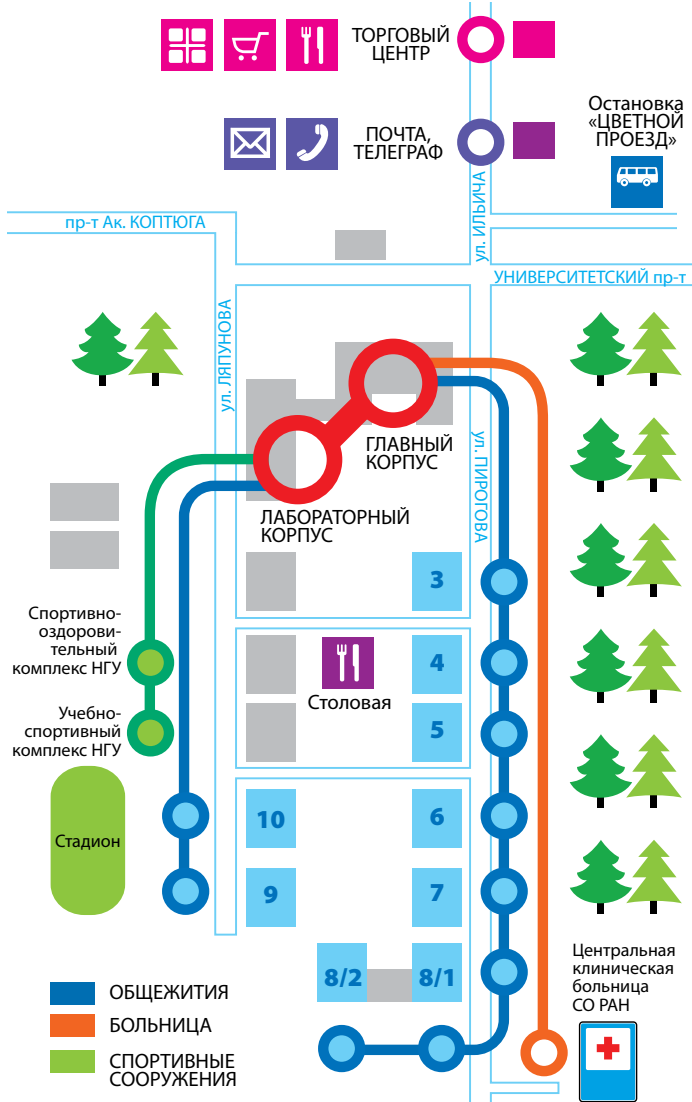 ТОРГОВЫЙ
ЦЕНТР
ПОЧТА,
ТЕЛЕГРАФ
Остановка
«ЦВЕТНОЙ
ПРОЕЗД»
ул. ИЛЬИЧА
пр-т Ак. КОПТЮГА
УНИВЕРСИТЕТСКИЙ пр-т
ул. ЛЯПУНОВА
ГЛАВНЫЙ
КОРПУС
ул. ПИРОГОВА
ЛАБОРАТОРНЫЙ
КОРПУС
3
Спортивно-
оздорови-
тельный
комплекс НГУ
4
Столовая
Учебно-
спортивный
комплекс НГУ
5
Стадион
10
6
9
7
8/2
8/1
Центральная
клиническая
больница
СО РАН
ОБЩЕЖИТИЯ
БОЛЬНИЦА
СПОРТИВНЫЕ
СООРУЖЕНИЯ